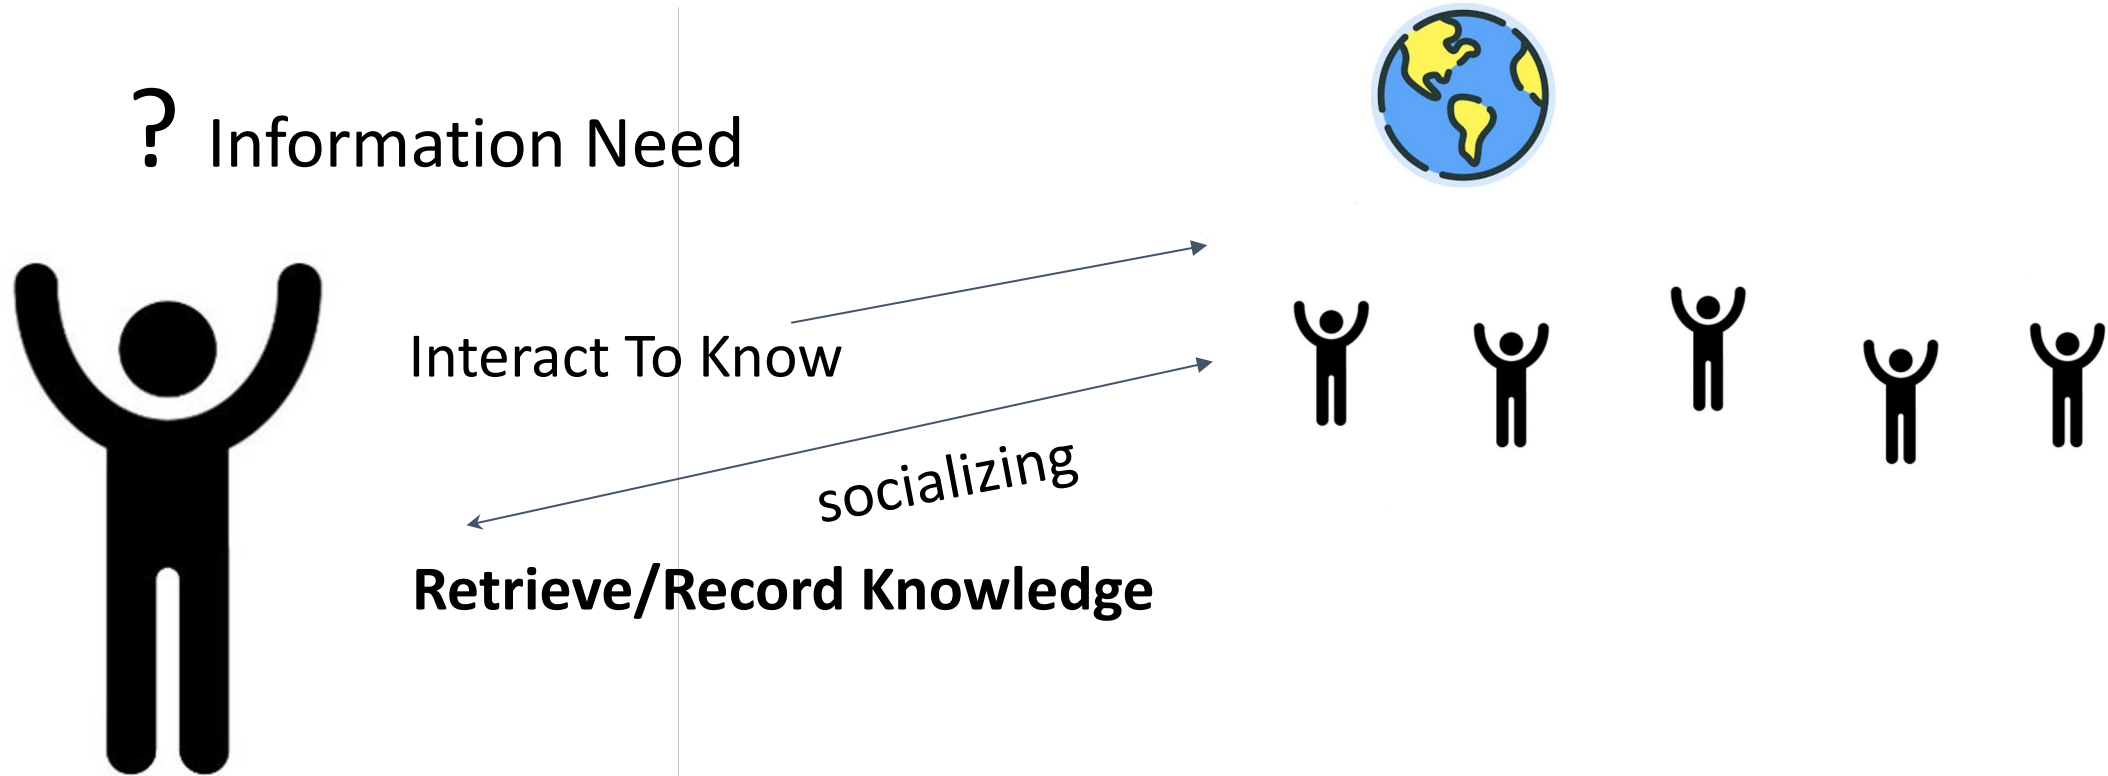 ? Information Need
Interact To Know
socializing
Retrieve/Record Knowledge